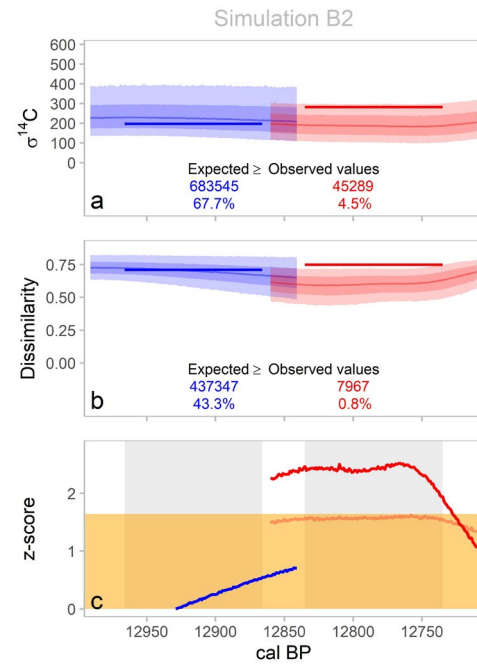 Simulation B2
600
500
400
300
200
100
0
σ¹⁴C
Expected ≥ Observed values
683545 45289
67.7% 4.5%
a
0.75
0.50
0.25
0.00
Dissimilarity
Expected ≥ Observed values
437347 7967
43.3% 0.8%
b
2
1
0
z-score
c
12950 12900 12850 12800 12750
cal BP